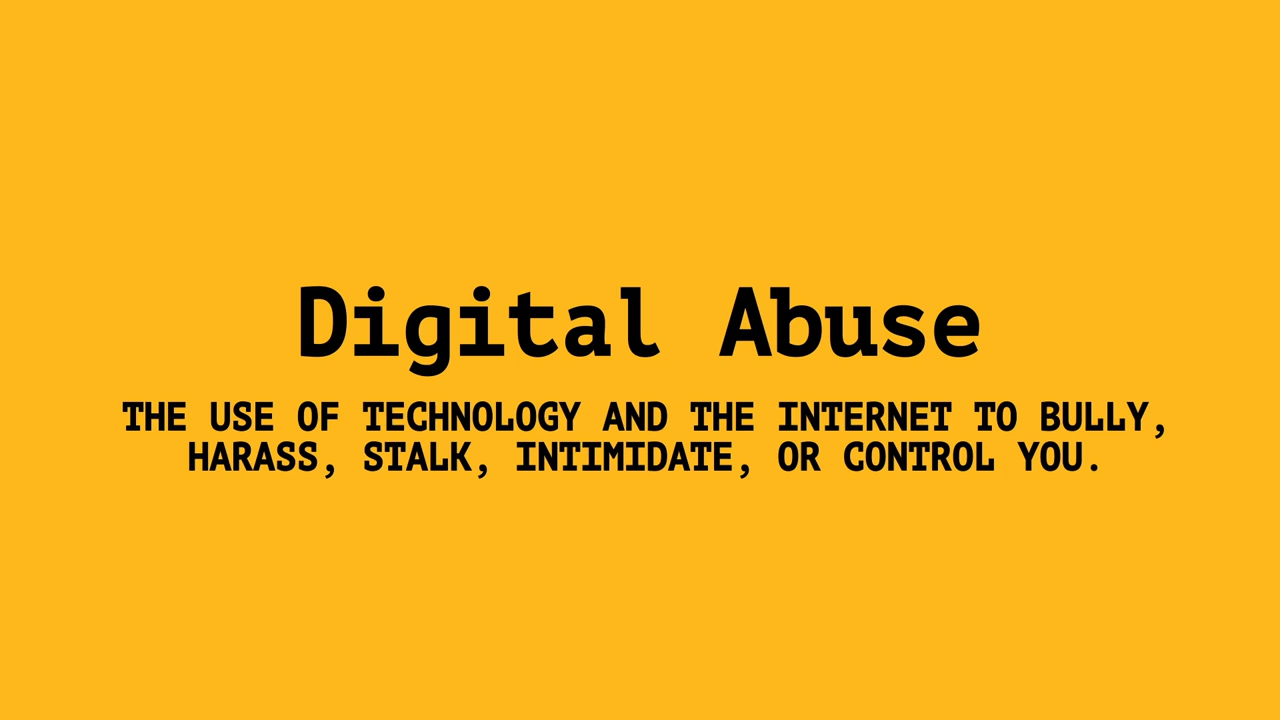 Digital Abuse
THE USE OF TECHNOLOGY AND THE INTERNET TO BULLY,
HARASS, STALK, INTIMIDATE, OR CONTROL YOU.